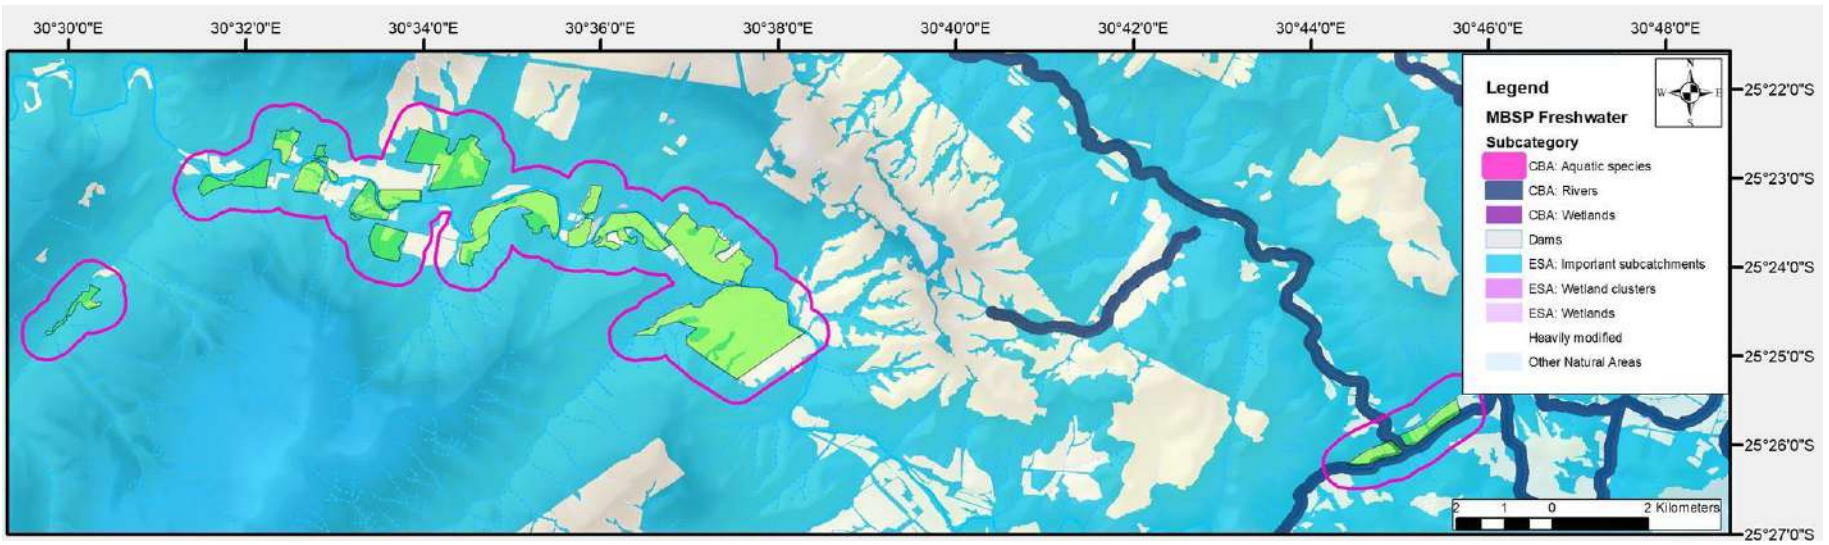 30°30'0"E 30°32'0"E 30°34'0"E 30°36'0"E 30°38'0"E 30°40'0"E 30°42'0"E 30°44'0"E 30°46'0"E 30°48'0"E
Legend
MBSP Freshwater
Subcategory
CBA: Aquatic species
CBA: Rivers
CBA: Wetlands
Dams
ESA: Important subcatchments
ESA: Wetland clusters
ESA: Wetlands
Heavily modified
Other Natural Areas
N
W E
S
25°22'0"S
25°23'0"S
25°24'0"S
25°25'0"S
25°26'0"S
25°27'0"S
2 1 0 2 Kilometers